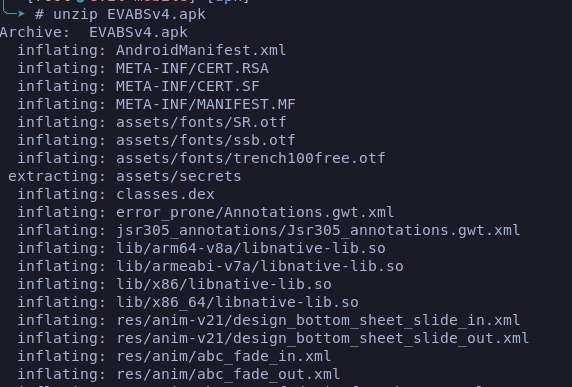 # unzip EVABSv4.apk
Archive:  EVABSv4.apk
  inflating: AndroidManifest.xml
  inflating: META-INF/CERT.RSA
  inflating: META-INF/CERT.SF
  inflating: META-INF/MANIFEST.MF
  inflating: assets/fonts/SR.otf
  inflating: assets/fonts/ssb.otf
  inflating: assets/fonts/trench100free.otf
 extracting: assets/secrets
  inflating: classes.dex
  inflating: error_prone/Annotations.gwt.xml
  inflating: jsr305_annotations/Jsr305_annotations.gwt.xml
  inflating: lib/arm64-v8a/libnative-lib.so
  inflating: lib/armeabi-v7a/libnative-lib.so
  inflating: lib/x86/libnative-lib.so
  inflating: lib/x86_64/libnative-lib.so
  inflating: res/anim-v21/design_bottom_sheet_slide_in.xml
  inflating: res/anim-v21/design_bottom_sheet_slide_out.xml
  inflating: res/anim/abc_fade_in.xml
  inflating: res/anim/abc_fade_out.xml